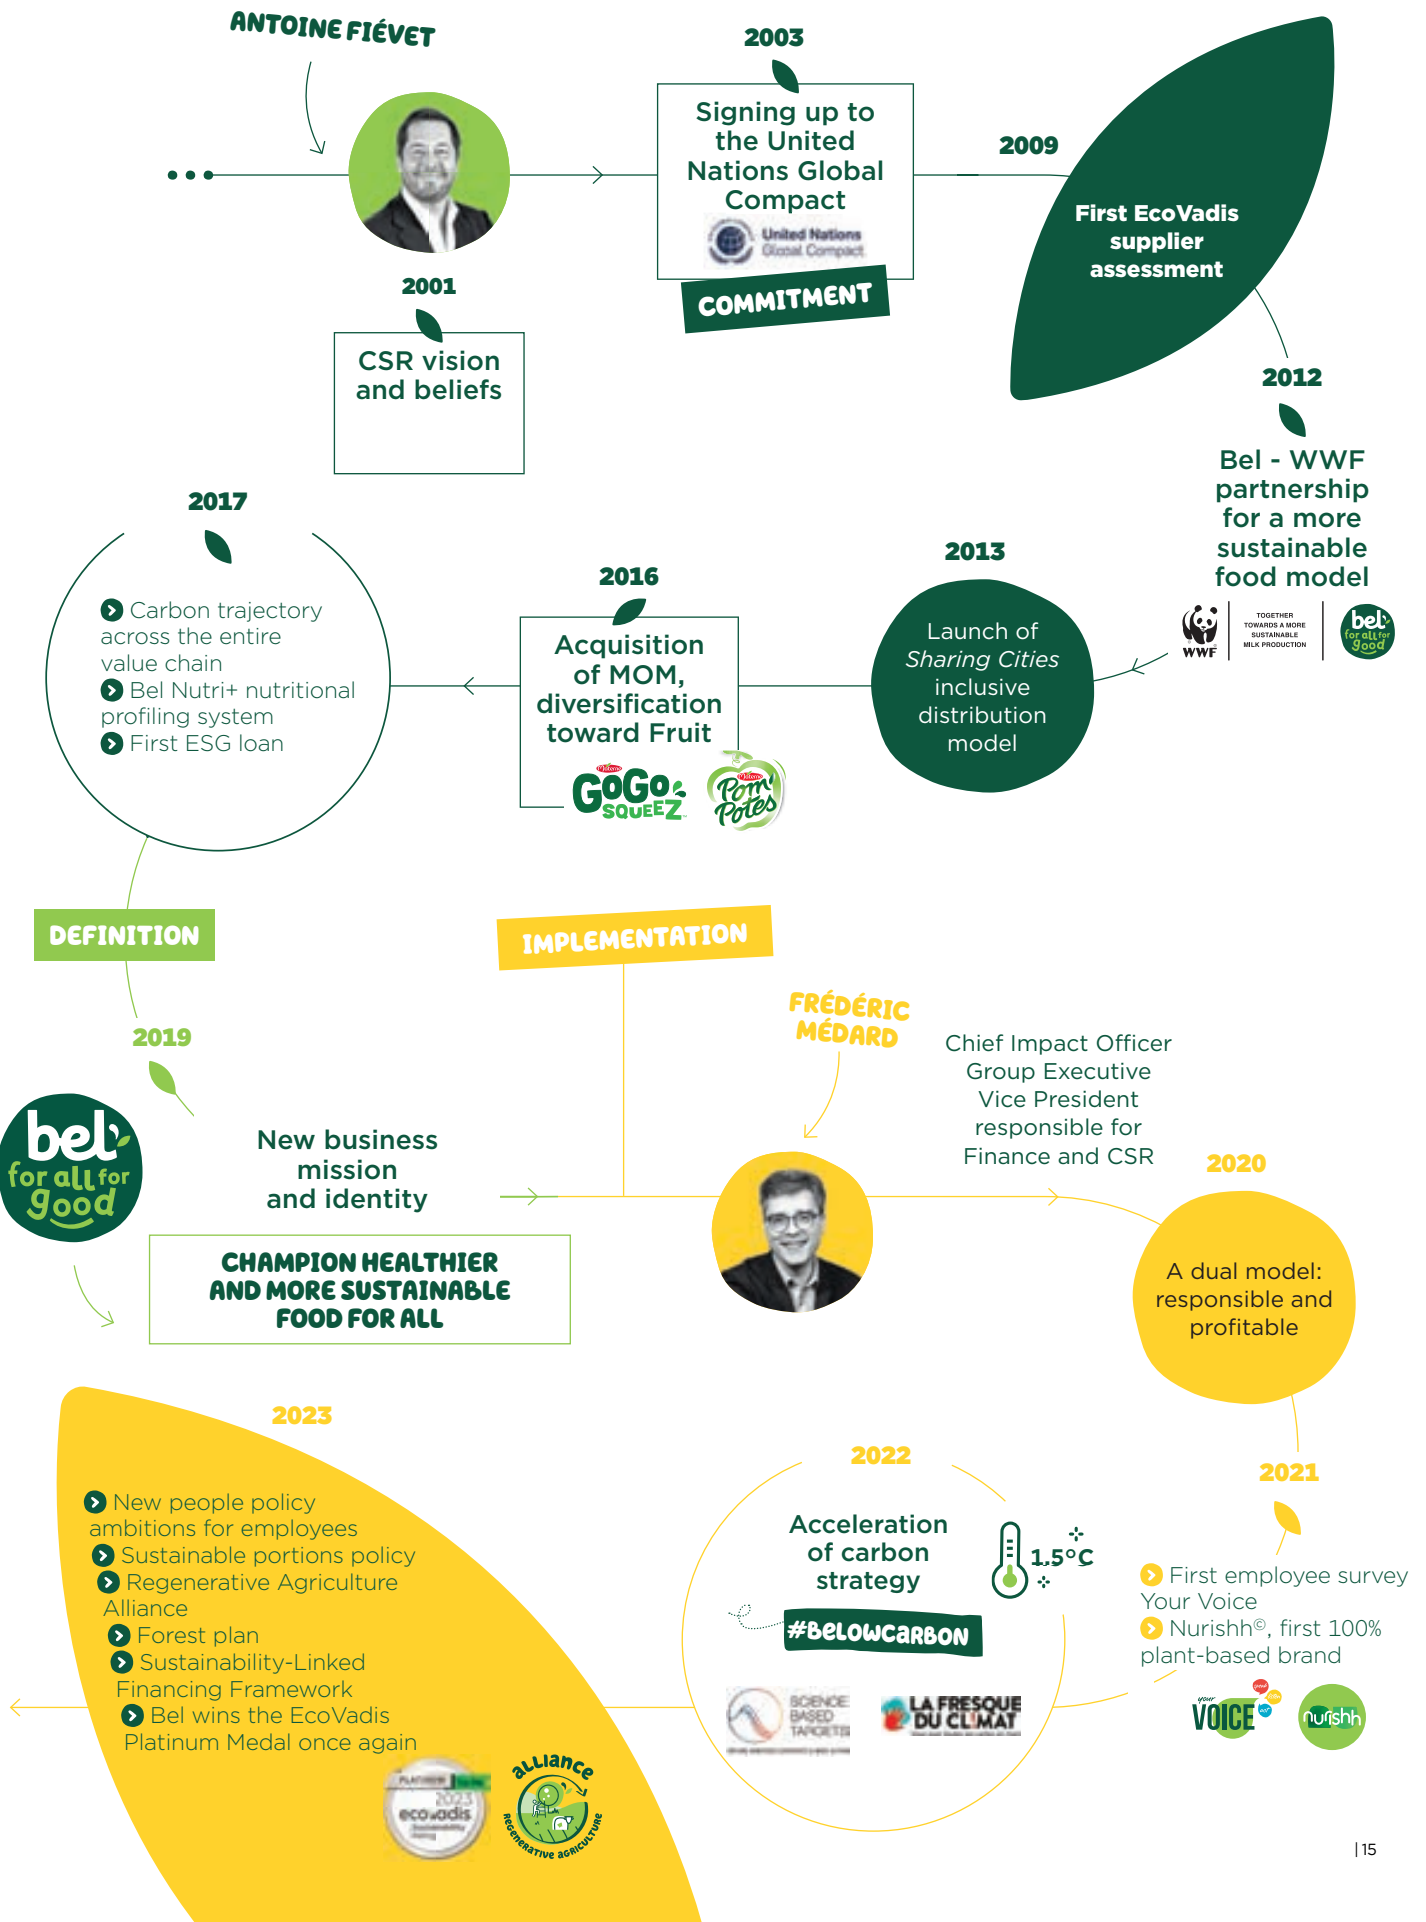 ANTOINE FIÉVET
2001
CSR vision
and beliefs
2003
Signing up to
the United
Nations Global
Compact
United Nations
Global Compact
COMMITMENT
2009
First EcoVadis
supplier
assessment
2012
Bel - WWF
partnership
for a more
sustainable
food model
WWF
TOGETHER
TOWARDS A MORE
SUSTAINABLE
MILK PRODUCTION
bel
for all for
good
2013
Launch of
Sharing Cities
inclusive
distribution
model
2016
Acquisition
of MOM,
diversification
toward Fruit
GoGo
SQUEEZ
Pom'
Potes
2017
Carbon trajectory
across the entire
value chain
Bel Nutri+ nutritional
profiling system
First ESG loan
DEFINITION
2019
bel
for all for
good
New business
mission
and identity
CHAMPION HEALTHIER
AND MORE SUSTAINABLE
FOOD FOR ALL
IMPLEMENTATION
FRÉDÉRIC
MÉDARD
Chief Impact Officer
Group Executive
Vice President
responsible for
Finance and CSR
2020
A dual model:
responsible and
profitable
2021
First employee survey
Your Voice
Nurishh©, first 100%
plant-based brand
your
VOICE
nurishh
2022
Acceleration
of carbon
strategy
1.5°C
#BELOWCARBON
SCIENCE
BASED
TARGETS
LA FRESQUE
DU CLIMAT
2023
New people policy
ambitions for employees
Sustainable portions policy
Regenerative Agriculture
Alliance
Forest plan
Sustainability-Linked
Financing Framework
Bel wins the EcoVadis
Platinum Medal once again
PLATINUM
2023
ecovadis
Sustainability
Rating
ALLIANCE
REGENERATIVE AGRICULTURE
| 15